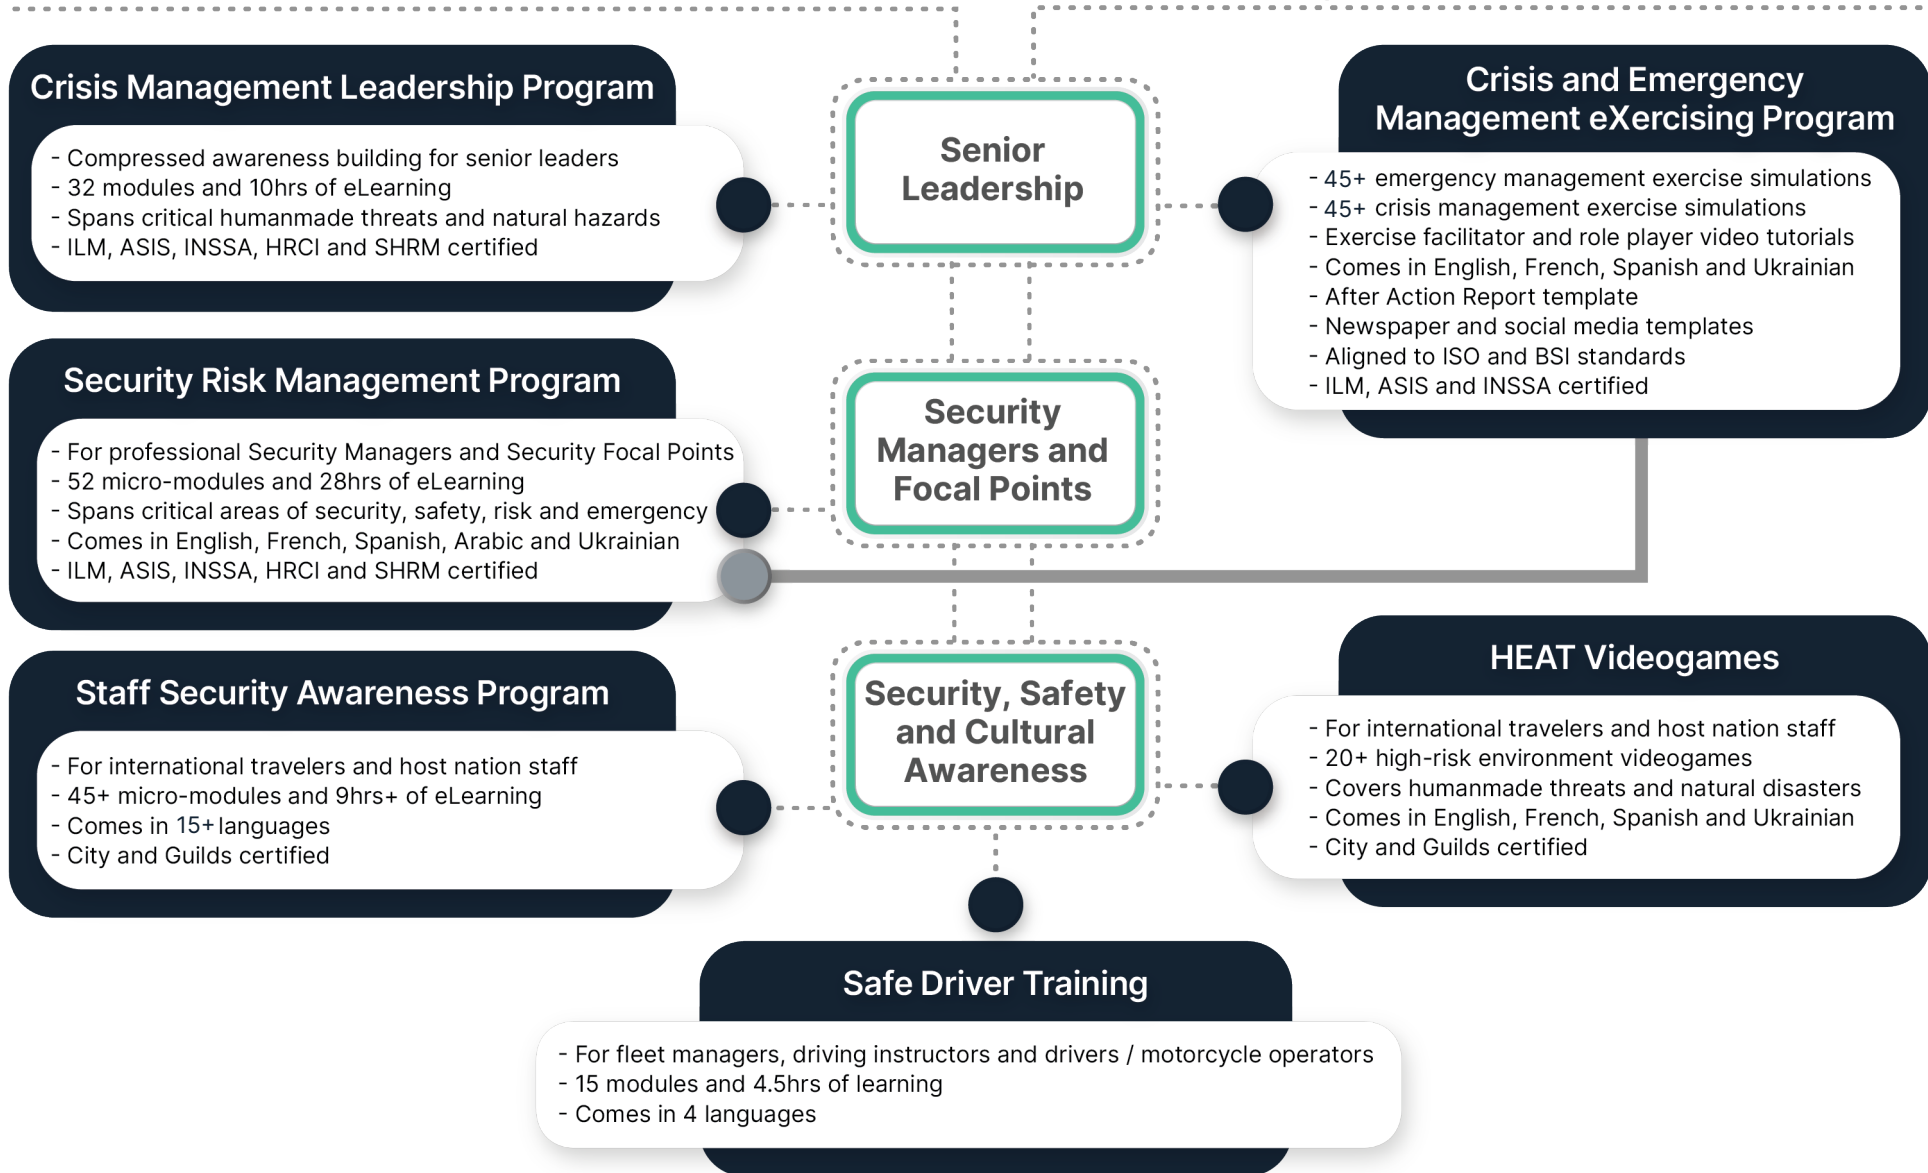 Crisis Management Leadership Program
- Compressed awareness building for senior leaders
- 32 modules and 10hrs of eLearning
- Spans critical humanmade threats and natural hazards
- ILM, ASIS, INSSA, HRCI and SHRM certified
Senior
Leadership
Crisis and Emergency
Management eXercising Program
- 45+ emergency management exercise simulations
- 45+ crisis management exercise simulations
- Exercise facilitator and role player video tutorials
- Comes in English, French, Spanish and Ukrainian
- After Action Report template
- Newspaper and social media templates
- Aligned to ISO and BSI standards
- ILM, ASIS and INSSA certified
Security Risk Management Program
- For professional Security Managers and Security Focal Points
- 52 micro-modules and 28hrs of eLearning
- Spans critical areas of security, safety, risk and emergency
- Comes in English, French, Spanish, Arabic and Ukrainian
- ILM, ASIS, INSSA, HRCI and SHRM certified
Security
Managers and
Focal Points
Staff Security Awareness Program
- For international travelers and host nation staff
- 45+ micro-modules and 9hrs+ of eLearning
- Comes in 15+ languages
- City and Guilds certified
Security, Safety
and Cultural
Awareness
HEAT Videogames
- For international travelers and host nation staff
- 20+ high-risk environment videogames
- Covers humanmade threats and natural disasters
- Comes in English, French, Spanish and Ukrainian
- City and Guilds certified
Safe Driver Training
- For fleet managers, driving instructors and drivers / motorcycle operators
- 15 modules and 4.5hrs of learning
- Comes in 4 languages